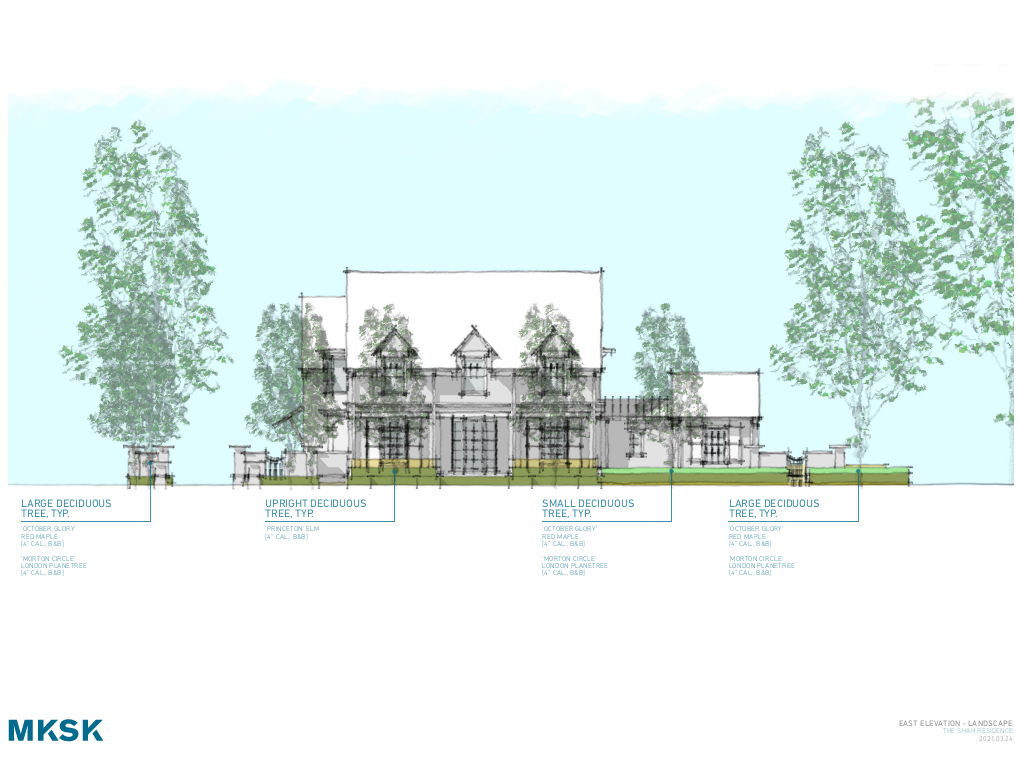 LARGE DECIDUOUS
TREE, TYP.
'OCTOBER GLORY'
RED MAPLE
(4" CAL., B&B)
'MORTON CIRCLE'
LONDON PLANETREE
(4" CAL., B&B)
UPRIGHT DECIDUOUS
TREE, TYP.
'PRINCETON' ELM
(4" CAL., B&B)
SMALL DECIDUOUS
TREE, TYP.
'OCTOBER GLORY'
RED MAPLE
(4" CAL., B&B)
'MORTON CIRCLE'
LONDON PLANETREE
(4" CAL., B&B)
LARGE DECIDUOUS
TREE, TYP.
'OCTOBER GLORY'
RED MAPLE
(4" CAL., B&B)
'MORTON CIRCLE'
LONDON PLANETREE
(4" CAL., B&B)
MKSK
EAST ELEVATION - LANDSCAPE
THE SHAH RESIDENCE
2021.03.24